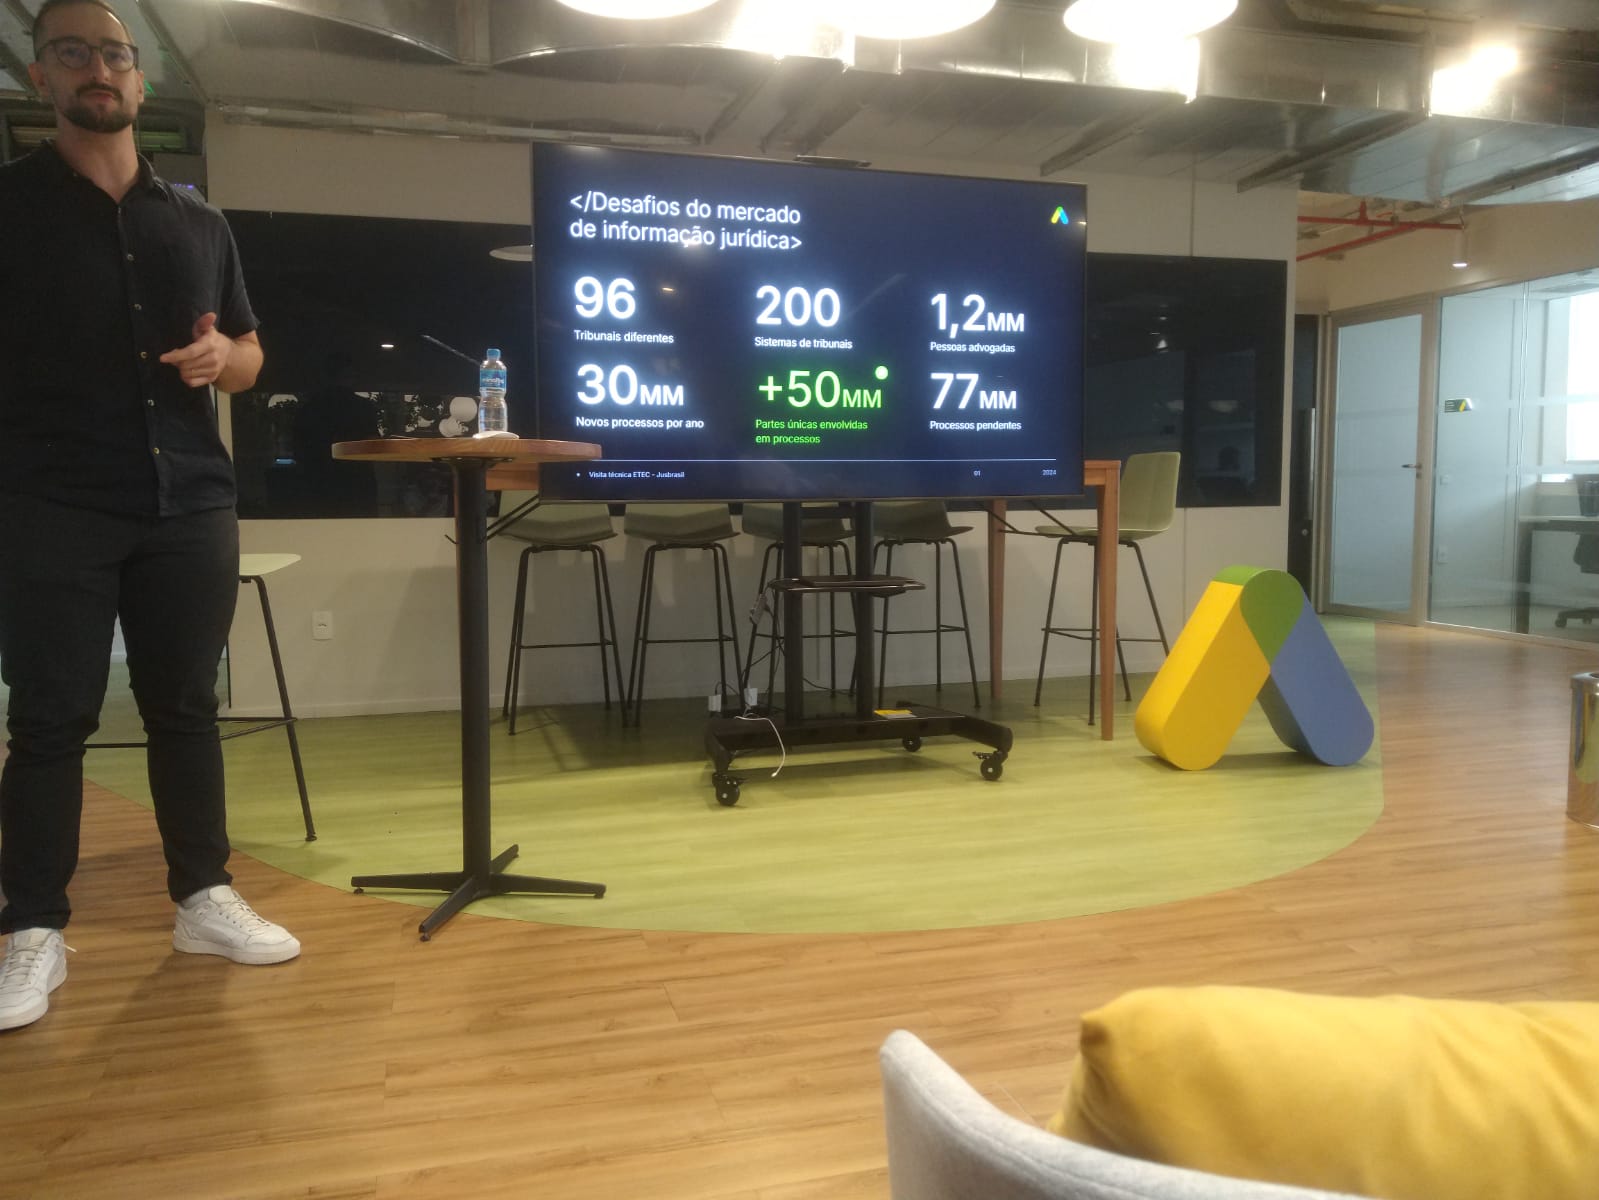 </Desafios do mercado
de informação jurídica>
96
Tribunais diferentes
200
Sistemas de tribunais
1,2MM
Pessoas advogadas
30MM
Novos processos por ano
+50MM
Partes únicas envolvidas
em processos
77MM
Processos pendentes
• Visita técnica ETEC - Jusbrasil
01
2024